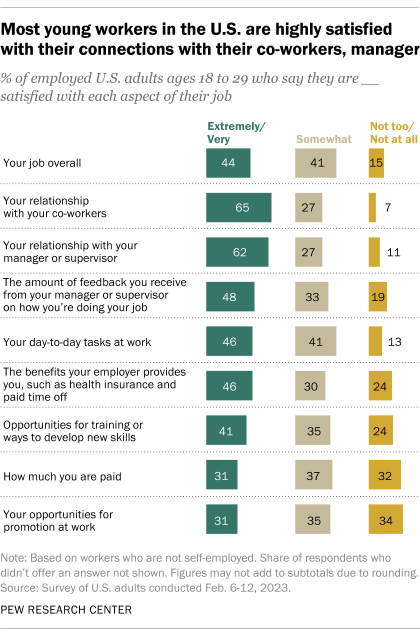 Most young workers in the U.S. are highly satisfied
with their connections with their co-workers, manager
% of employed U.S. adults ages 18 to 29 who say they are __
satisfied with each aspect of their job
Extremely/
Very
Somewhat
Not too/
Not at all
Your job overall 44 41 15
Your relationship
with your co-workers
65 27 7
Your relationship with your
manager or supervisor
62 27 11
The amount of feedback you receive
from your manager or supervisor
on how you're doing your job
48 33 19
Your day-to-day tasks at work 46 41 13
The benefits your employer provides
you, such as health insurance and
paid time off
46 30 24
Opportunities for training or
ways to develop new skills
41 35 24
How much you are paid 31 37 32
Your opportunities for
promotion at work
31 35 34
Note: Based on workers who are not self-employed. Share of respondents who
didn't offer an answer not shown. Figures may not add to subtotals due to rounding.
Source: Survey of U.S. adults conducted Feb. 6-12, 2023.
PEW RESEARCH CENTER